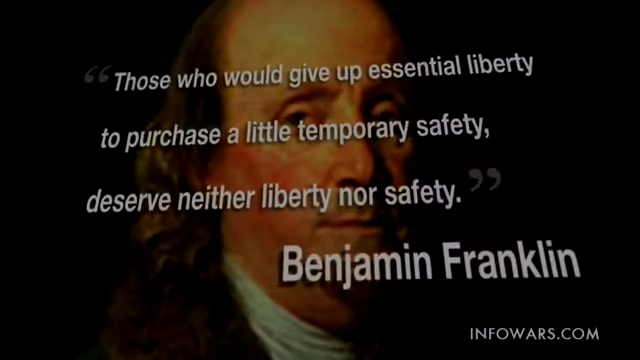 “Those who would give up essential liberty
to purchase a little temporary safety,
deserve neither liberty nor safety.”
Benjamin Franklin
INFOWARS.COM